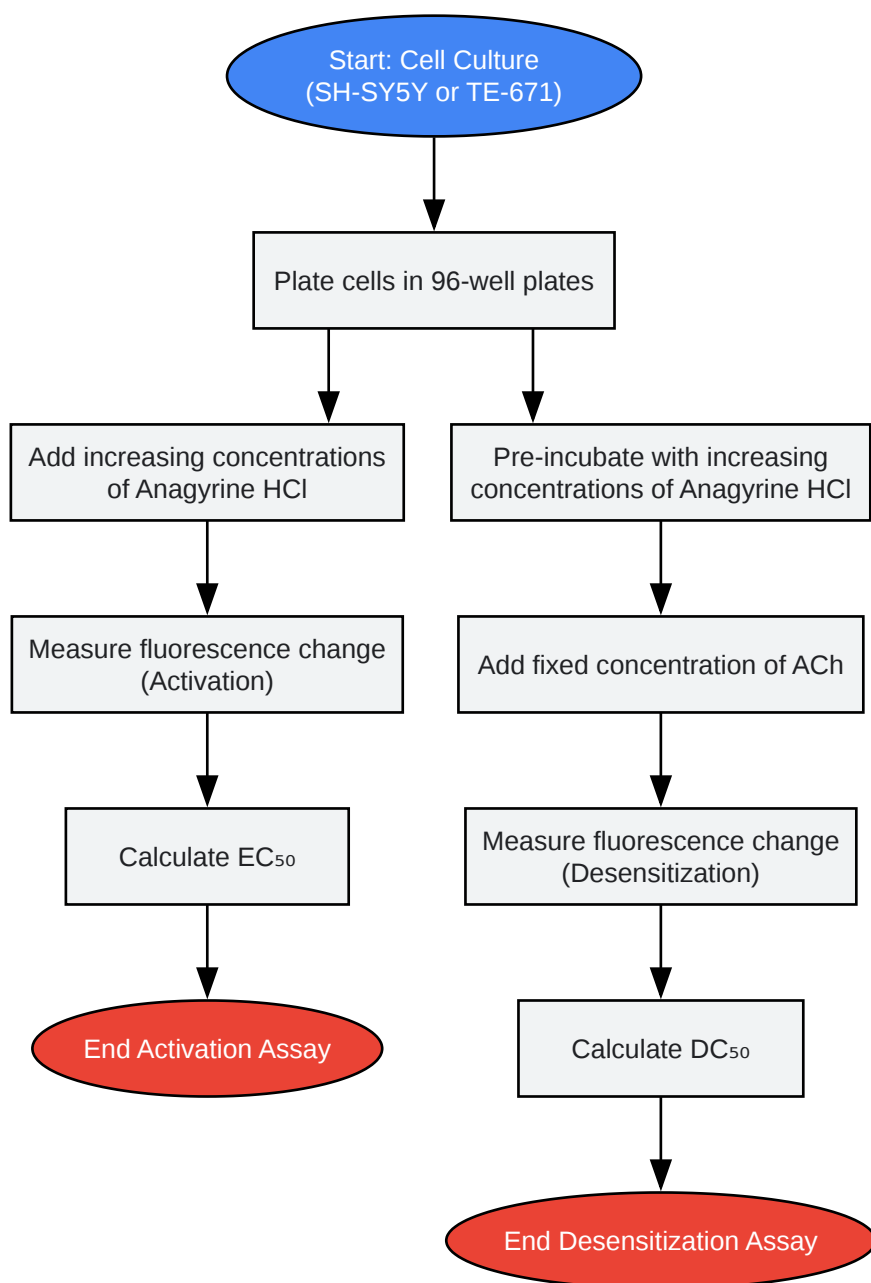 Start: Cell Culture
(SH-SY5Y or TE-671)
Plate cells in 96-well plates
Add increasing concentrations
of Anagyrine HCl
Pre-incubate with increasing
concentrations of Anagyrine HCl
Measure fluorescence change
(Activation)
Add fixed concentration of ACh
Calculate EC₅₀
Measure fluorescence change
(Desensitization)
End Activation Assay
Calculate DC₅₀
End Desensitization Assay